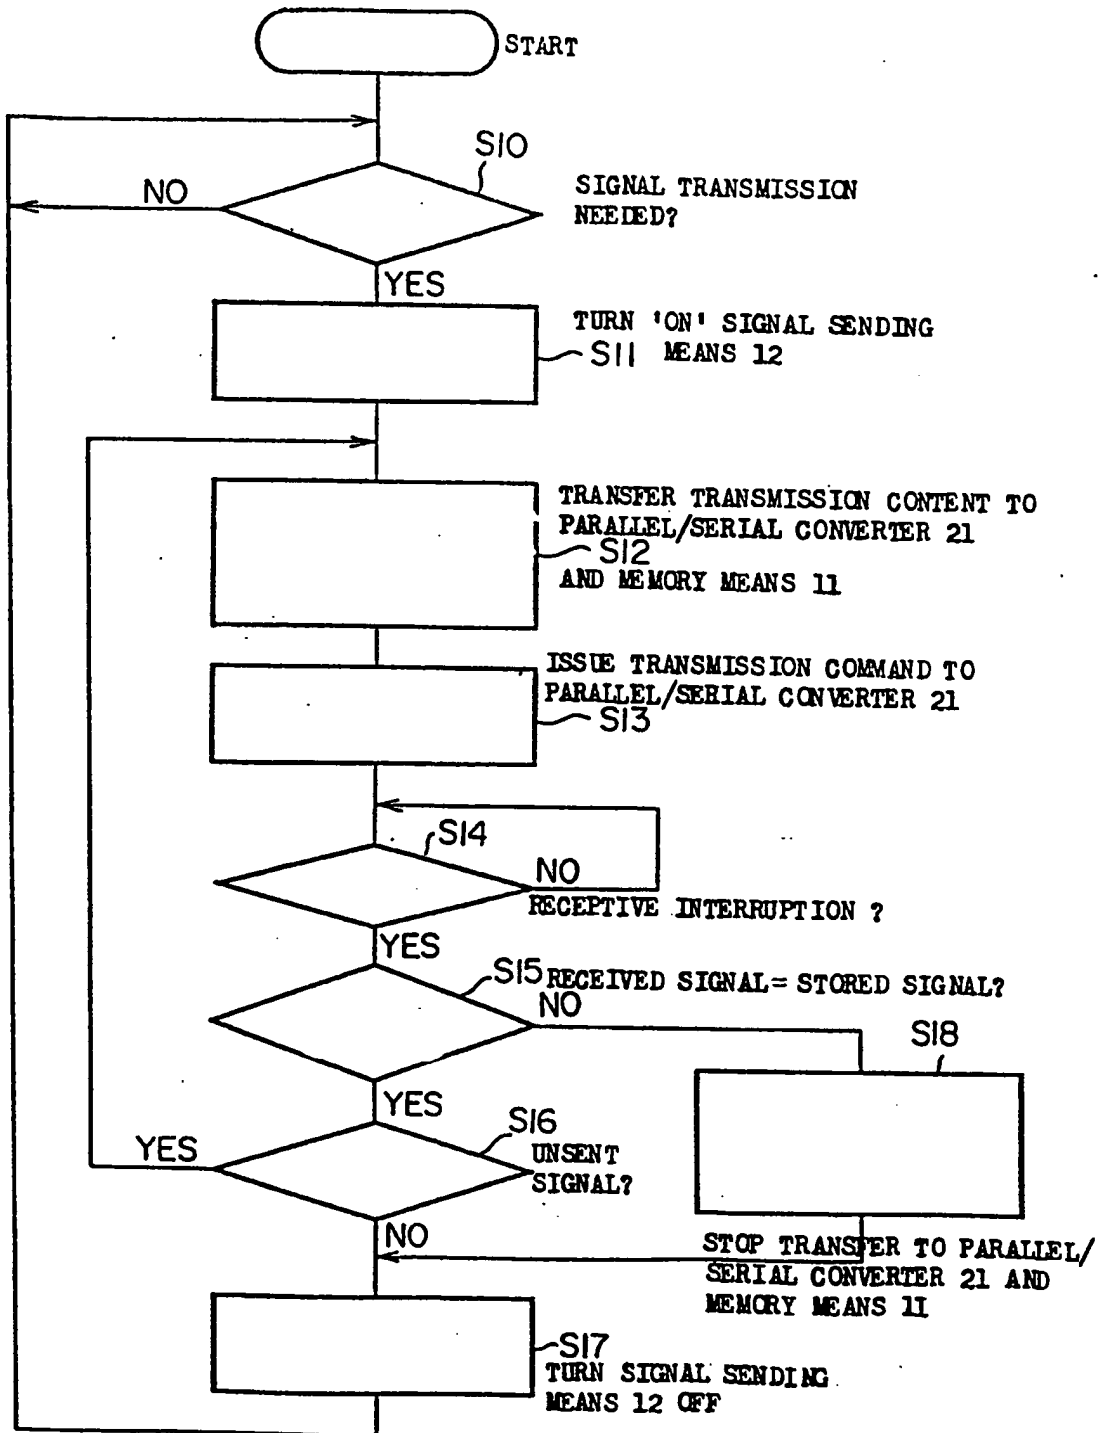 START
S10
NO
SIGNAL TRANSMISSION
NEEDED?
YES
TURN 'ON' SIGNAL SENDING
S11 MEANS 12
TRANSFER TRANSMISSION CONTENT TO
PARALLEL/SERIAL CONVERTER 21
S12
AND MEMORY MEANS 11
ISSUE TRANSMISSION COMMAND TO
PARALLEL/SERIAL CONVERTER 21
S13
S14
NO
RECEPTIVE INTERRUPTION ?
YES
S15 RECEIVED SIGNAL = STORED SIGNAL?
NO
S18
YES
S16
YES
UNSENT
SIGNAL?
NO
STOP TRANSFER TO PARALLEL/
SERIAL CONVERTER 21 AND
MEMORY MEANS 11
S17
TURN SIGNAL SENDING
MEANS 12 OFF